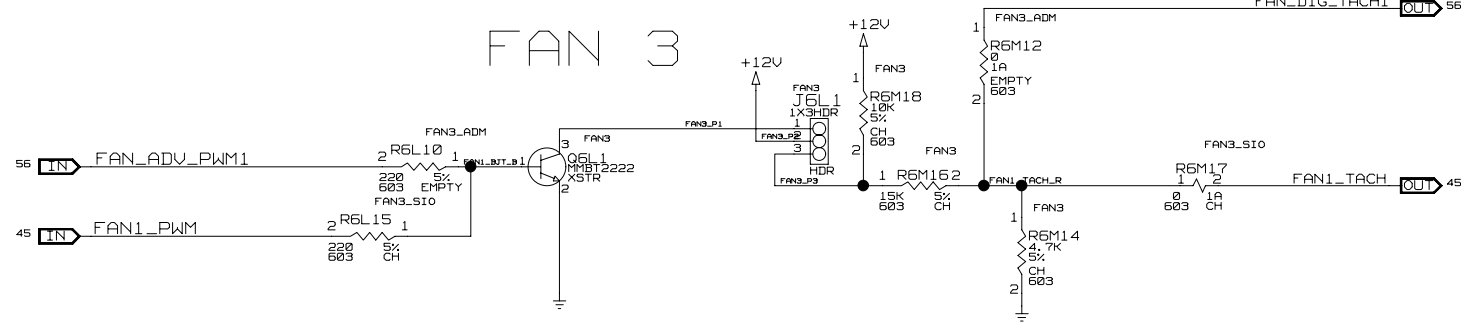 FAN_DIG_TACH1
OUT
56
FAN 3
+12V
+12V
FAN3_ADM
1
R6M12
0
1A
EMPTY
603
2
FAN3
1
R6M18
10K
5%
CH
603
2
FAN3
J6L1
1X3HDR
1
2
3
HDR
FAN3_P1
FAN3_P2
FAN3_P3
56
IN
FAN_ADV_PWM1
FAN3_ADM
2
R6L10
1
220
603
5%
EMPTY
FAN1_BJT_B
1
3
FAN3
Q6L1
MMBT2222
XSTR
2
45
IN
FAN1_PWM
FAN3_SIO
2
R6L15
1
220
603
5%
CH
FAN3
1
R6M16
2
15K
603
5%
CH
FAN1_TACH_R
FAN3_SIO
R6M17
1
2
0
603
1A
CH
FAN1_TACH
OUT
45
1
FAN3
R6M14
4.7K
5%
CH
603
2